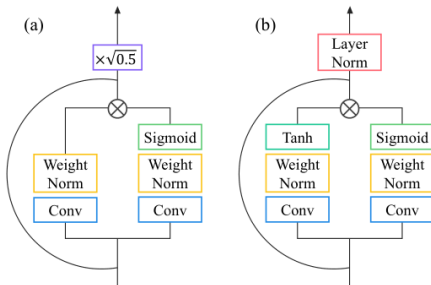 (a)
×√0.5
Sigmoid
Weight
Norm
Weight
Norm
Conv
Conv
(b)
Layer
Norm
Tanh
Sigmoid
Weight
Norm
Weight
Norm
Conv
Conv